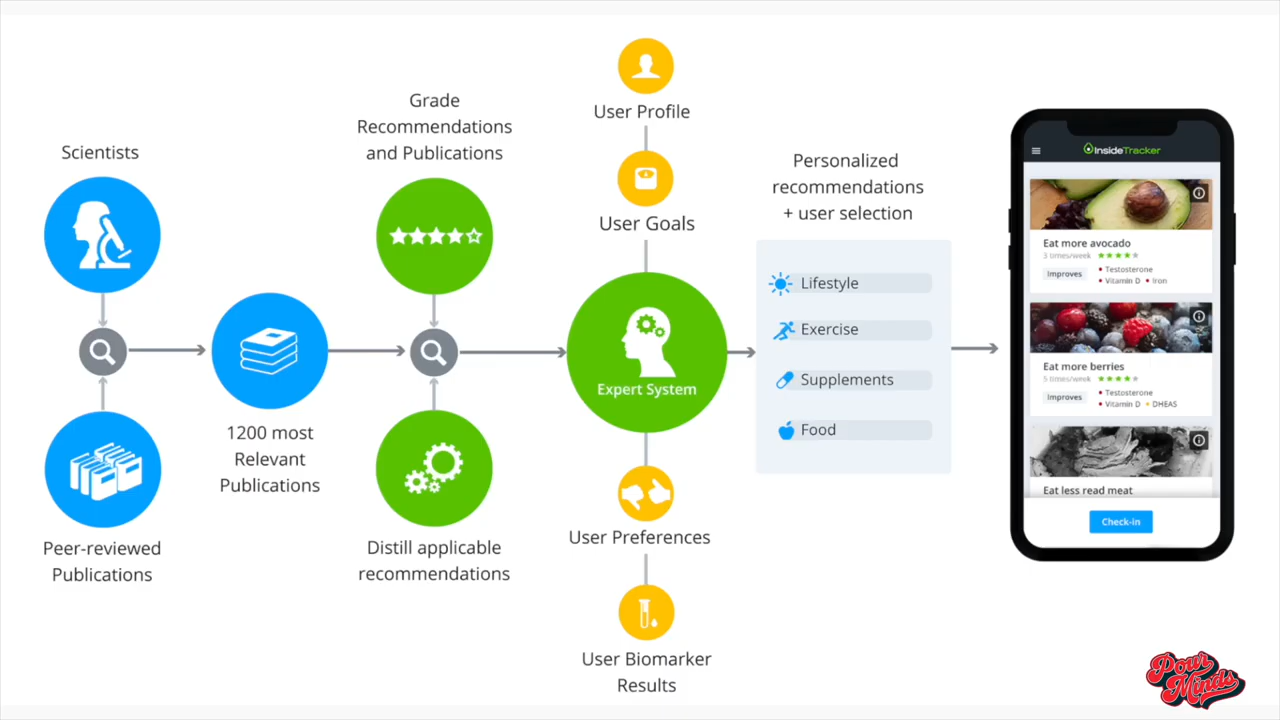 Scientists
Peer-reviewed
Publications
1200 most
Relevant
Publications
Grade
Recommendations
and Publications
Distill applicable
recommendations
User Profile
User Goals
Expert System
User Preferences
User Biomarker
Results
Personalized
recommendations
+ user selection
Lifestyle
Exercise
Supplements
Food
InsideTracker
Eat more avocado
3 times/week
Improves
Testosterone
Vitamin D
Iron
Eat more berries
5 times/week
Improves
Testosterone
Vitamin D
DHEAS
Eat less read meat
Check-in
Pour
Minds